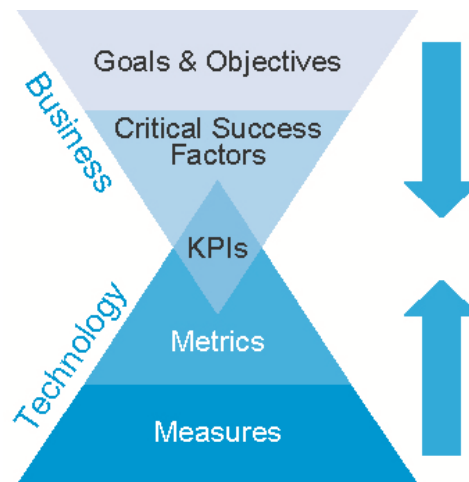 Goals & Objectives
Business
Critical Success
Factors
KPIs
Technology
Metrics
Measures